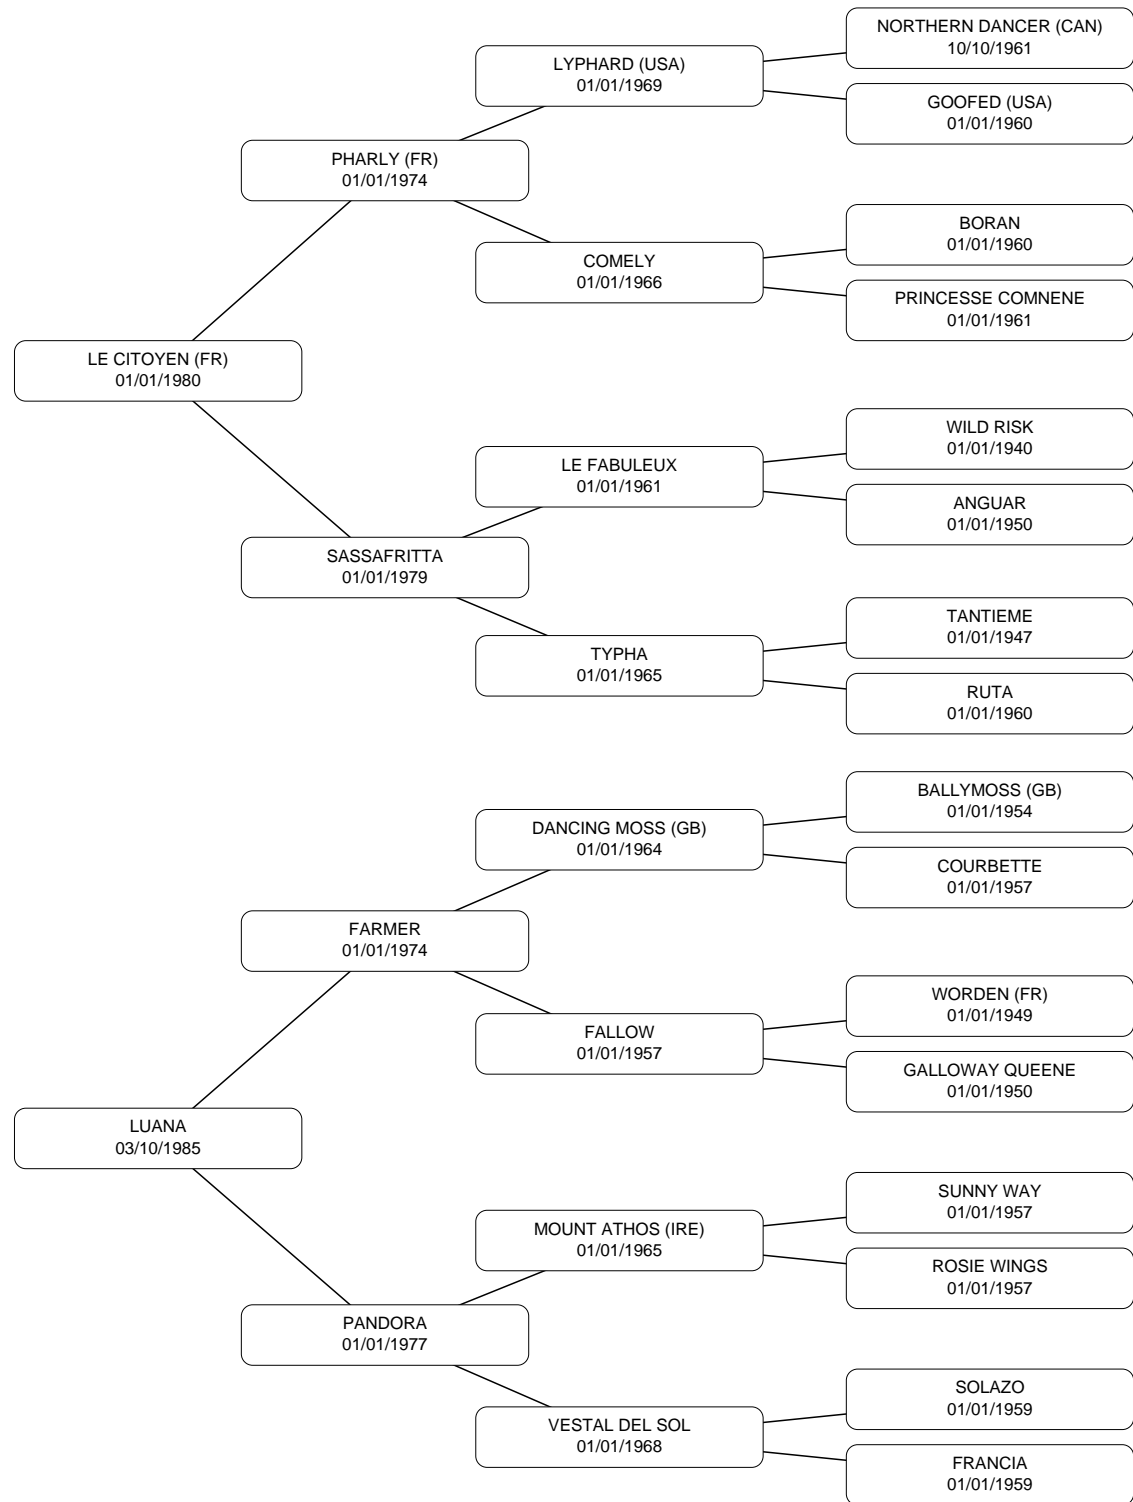 NORTHERN DANCER (CAN)
10/10/1961
LYPHARD (USA)
01/01/1969
GOOFED (USA)
01/01/1960
PHARLY (FR)
01/01/1974
BORAN
01/01/1960
COMELY
01/01/1966
PRINCESSE COMNENE
01/01/1961
LE CITOYEN (FR)
01/01/1980
WILD RISK
01/01/1940
LE FABULEUX
01/01/1961
ANGUAR
01/01/1950
SASSAFRITTA
01/01/1979
TANTIEME
01/01/1947
TYPHA
01/01/1965
RUTA
01/01/1960
BALLYMOSS (GB)
01/01/1954
DANCING MOSS (GB)
01/01/1964
COURBETTE
01/01/1957
FARMER
01/01/1974
WORDEN (FR)
01/01/1949
FALLOW
01/01/1957
GALLOWAY QUEENE
01/01/1950
LUANA
03/10/1985
SUNNY WAY
01/01/1957
MOUNT ATHOS (IRE)
01/01/1965
ROSIE WINGS
01/01/1957
PANDORA
01/01/1977
SOLAZO
01/01/1959
VESTAL DEL SOL
01/01/1968
FRANCIA
01/01/1959